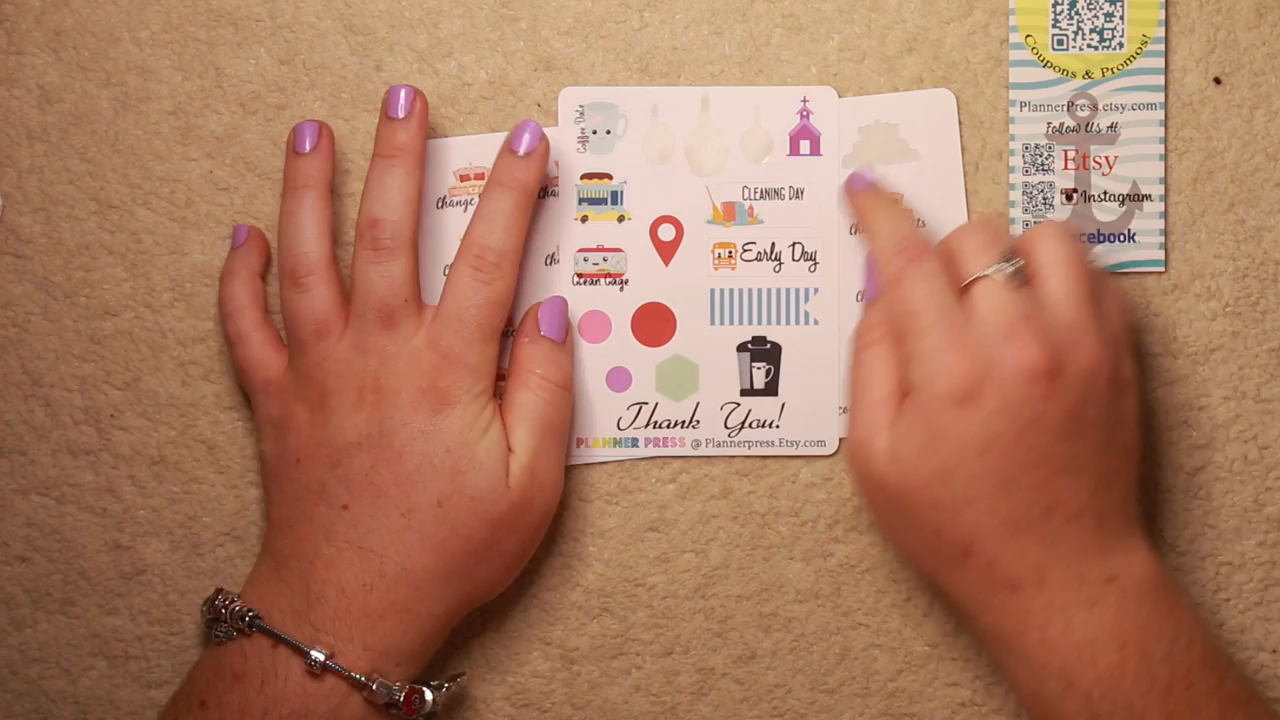 Coupons & Promos!
PlannerPress.etsy.com
Follow Us At:
Etsy
Instagram
cebook
Coffee Date
CLEANING DAY
Early Day
Clean Cage
Thank You!
PLANNER PRESS @ Plannerpress.Etsy.com
Change